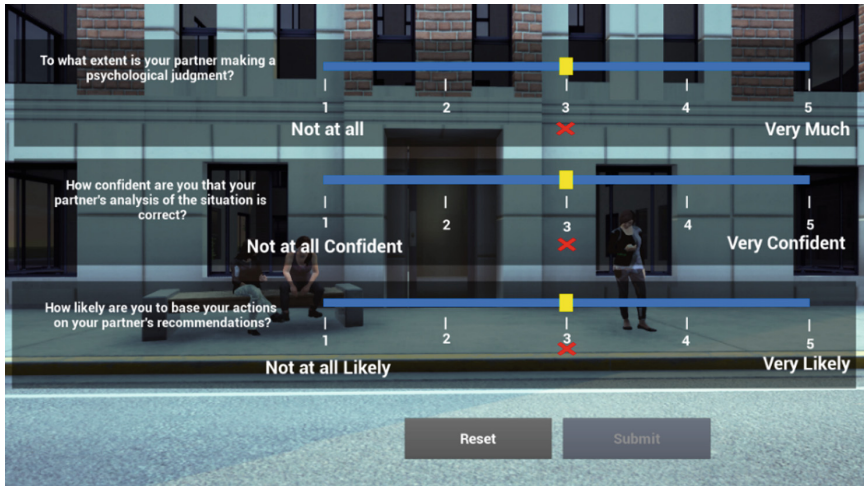 To what extent is your partner making a
psychological judgment?
1 2 3 4 5
Not at all Very Much
How confident are you that your
partner's analysis of the situation is
correct?
1 2 3 4 5
Not at all Confident Very Confident
How likely are you to base your actions
on your partner's recommendations?
1 2 3 4 5
Not at all Likely Very Likely
Reset Submit